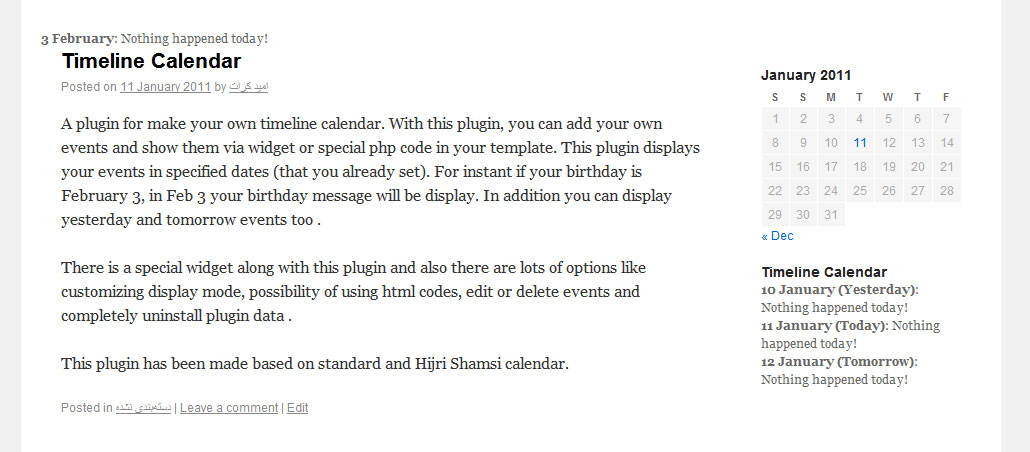 3 February: Nothing happened today!
Timeline Calendar
Posted on 11 January 2011 by امید کرات
A plugin for make your own timeline calendar. With this plugin, you can add your own
events and show them via widget or special php code in your template. This plugin displays
your events in specified dates (that you already set). For instant if your birthday is
February 3, in Feb 3 your birthday message will be display. In addition you can display
yesterday and tomorrow events too .
There is a special widget along with this plugin and also there are lots of options like
customizing display mode, possibility of using html codes, edit or delete events and
completely uninstall plugin data .
This plugin has been made based on standard and Hijri Shamsi calendar.
Posted in دسته‌بندی نشده | Leave a comment | Edit
January 2011
S S M T W T F
1 2 3 4 5 6 7
8 9 10 11 12 13 14
15 16 17 18 19 20 21
22 23 24 25 26 27 28
29 30 31
« Dec
Timeline Calendar
10 January (Yesterday):
Nothing happened today!
11 January (Today): Nothing
happened today!
12 January (Tomorrow):
Nothing happened today!